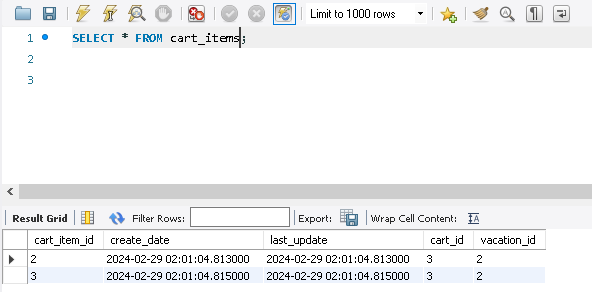 Limit to 1000 rows
1 SELECT * FROM cart_items;
2
3
Result Grid Filter Rows: Export: Wrap Cell Content:
cart_item_id create_date last_update cart_id vacation_id
2 2024-02-29 02:01:04.813000 2024-02-29 02:01:04.813000 3 2
3 2024-02-29 02:01:04.815000 2024-02-29 02:01:04.815000 3 2